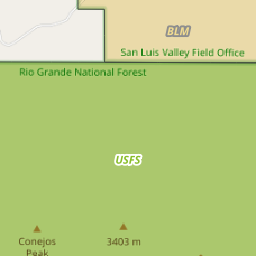 BLM
San Luis Valley Field Office
Rio Grande National Forest
USFS
Conejos
Peak
3403 m